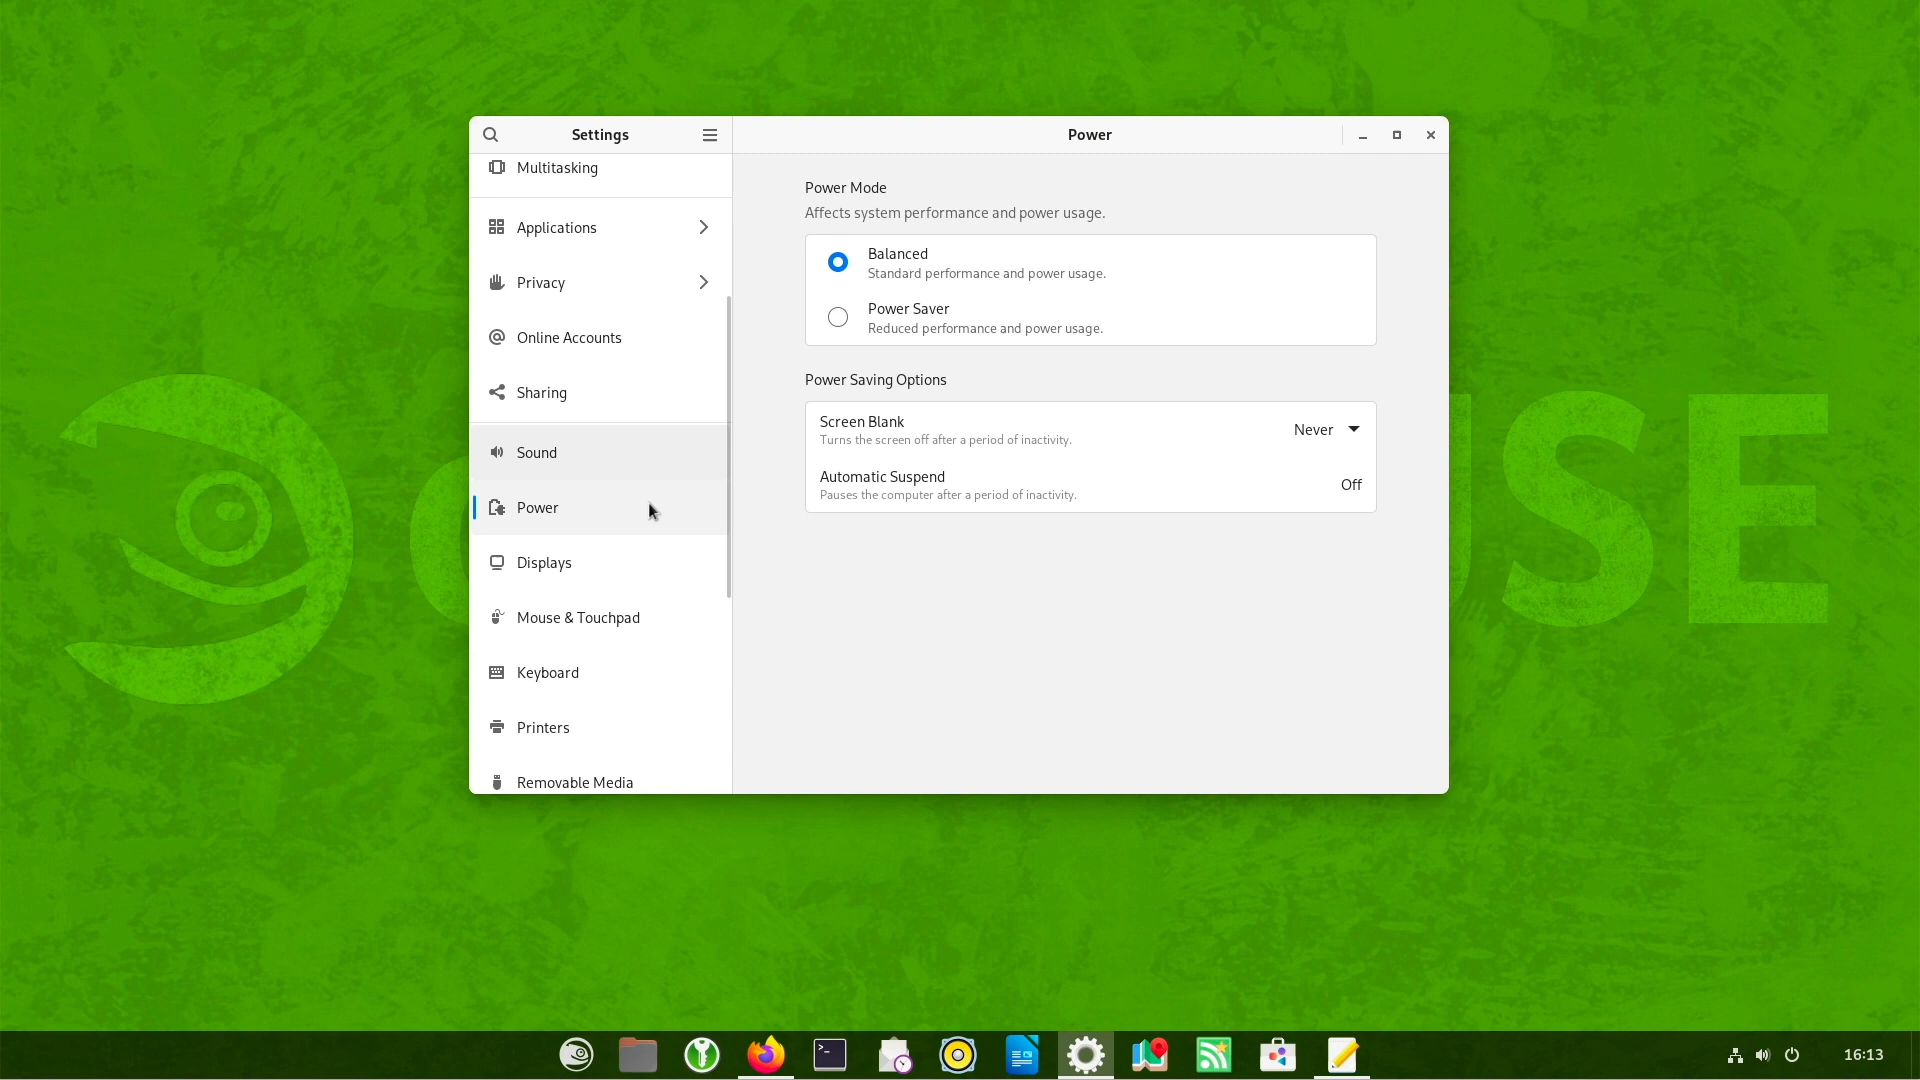 Settings
Power
Multitasking
Applications
Privacy
Online Accounts
Sharing
Sound
Power
Displays
Mouse & Touchpad
Keyboard
Printers
Removable Media
Power Mode
Affects system performance and power usage.
Balanced
Standard performance and power usage.
Power Saver
Reduced performance and power usage.
Power Saving Options
Screen Blank
Turns the screen off after a period of inactivity.
Never
Automatic Suspend
Pauses the computer after a period of inactivity.
Off
USE
16:13